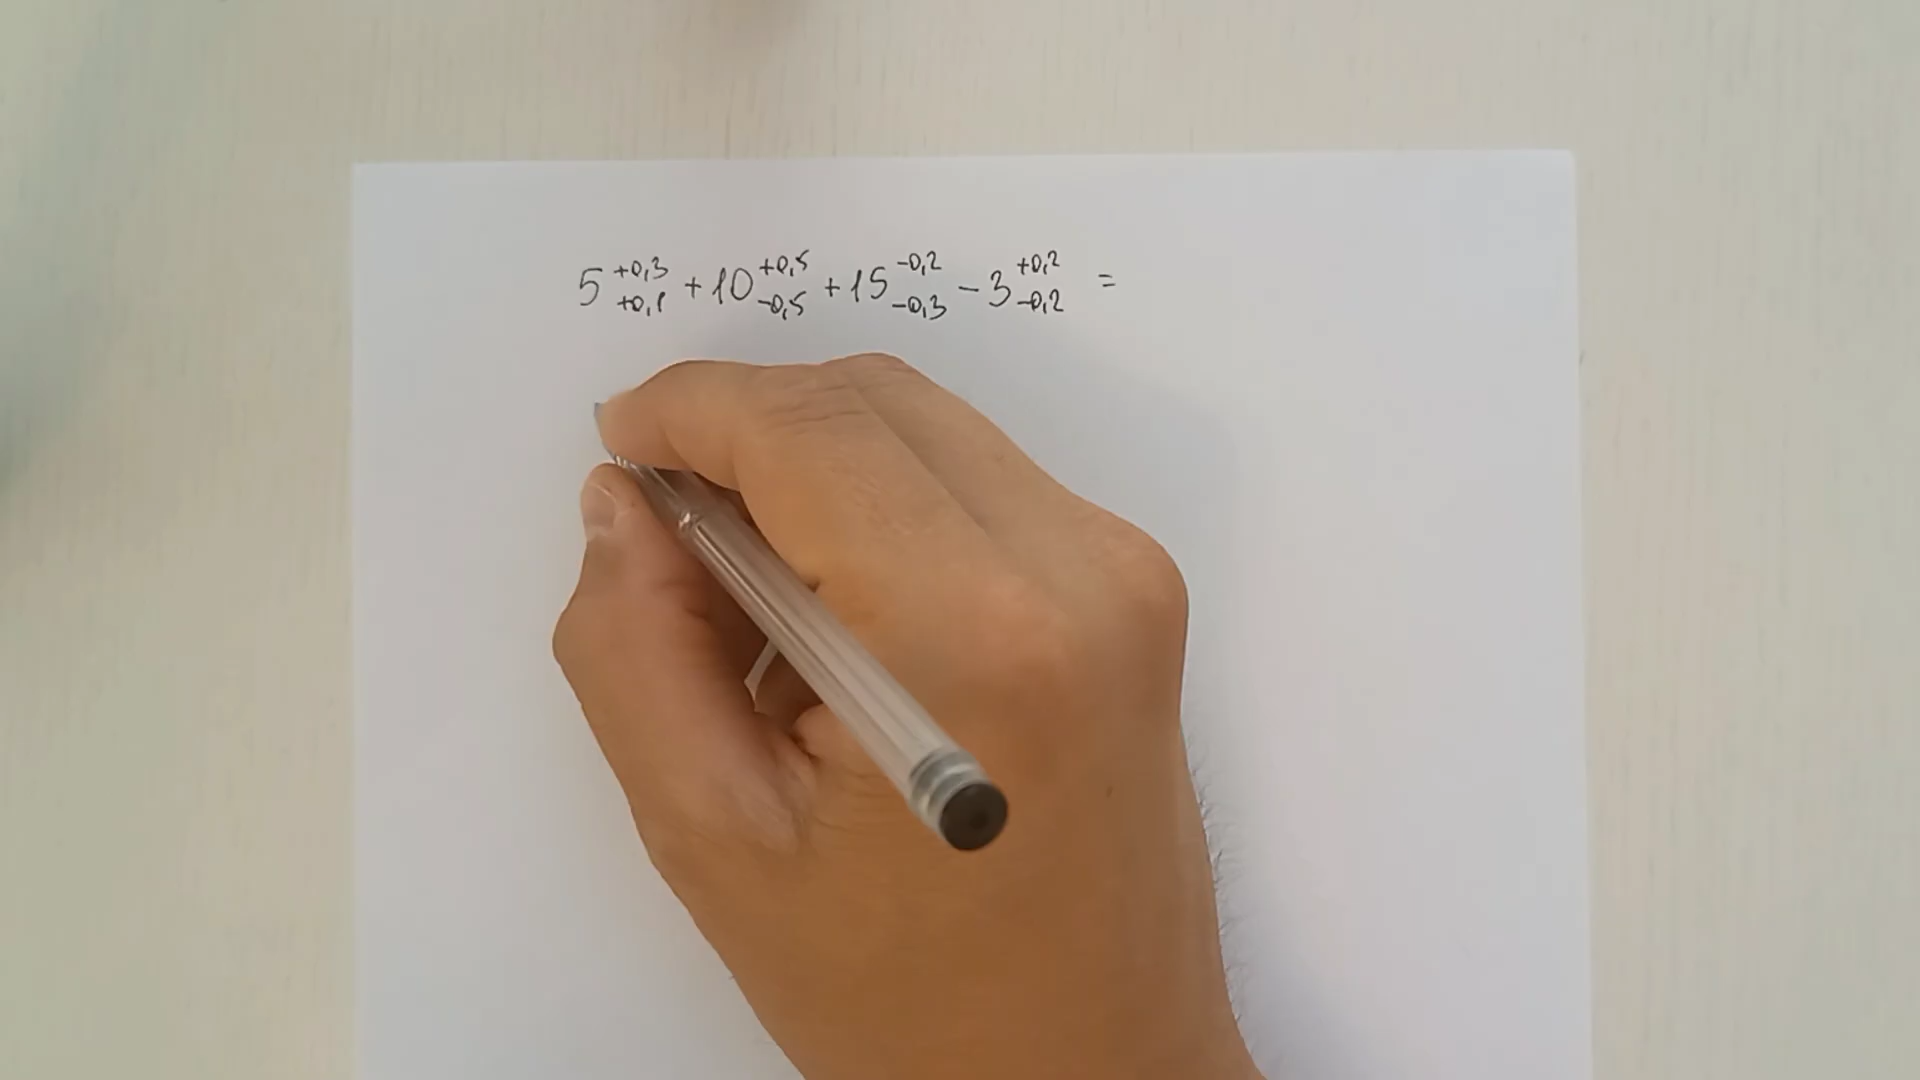 5 +0,3 +0,1 + 10 +0,5 -0,5 + 15 -0,2 -0,3 - 3 +0,2 -0,2 =